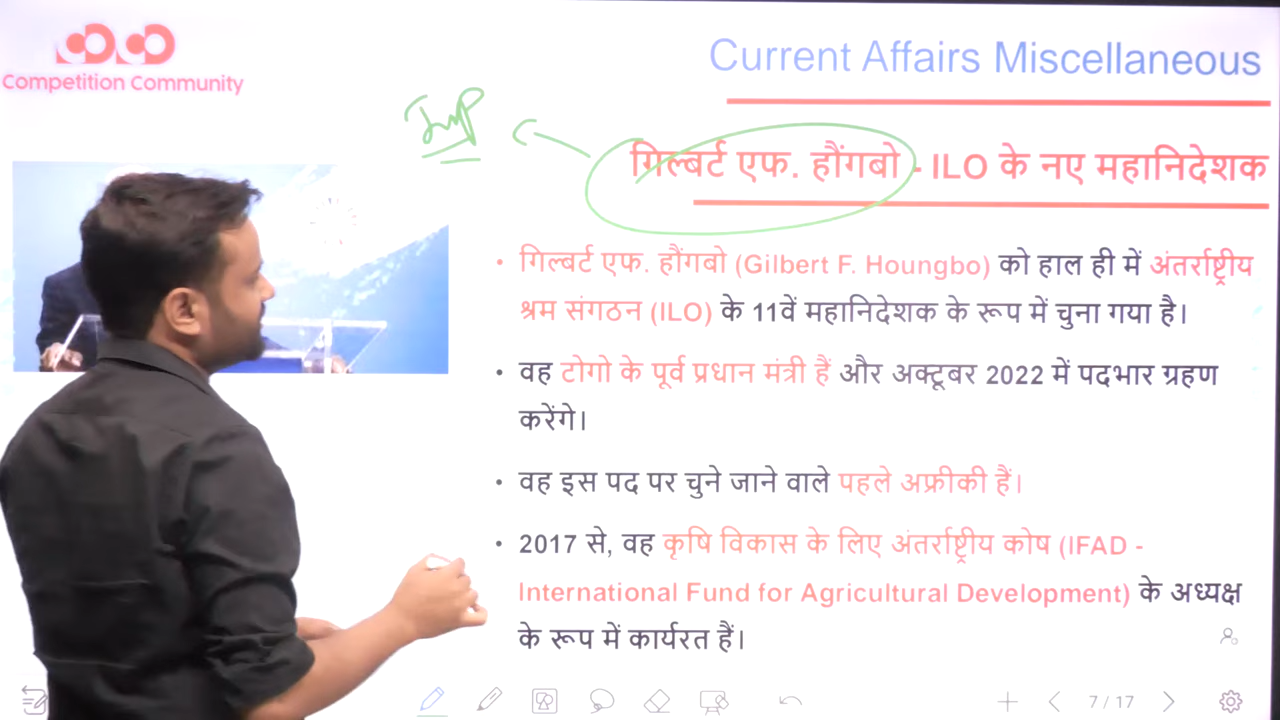 Competition Community
Current Affairs Miscellaneous
Imp
गिल्बर्ट एफ. हौंगबो - ILO के नए महानिदेशक
• गिल्बर्ट एफ. हौंगबो (Gilbert F. Houngbo) को हाल ही में अंतर्राष्ट्रीय
श्रम संगठन (ILO) के 11वें महानिदेशक के रूप में चुना गया है।
• वह टोगो के पूर्व प्रधान मंत्री हैं और अक्टूबर 2022 में पदभार ग्रहण
करेंगे।
• वह इस पद पर चुने जाने वाले पहले अफ्रीकी हैं।
• 2017 से, वह कृषि विकास के लिए अंतर्राष्ट्रीय कोष (IFAD -
International Fund for Agricultural Development) के अध्यक्ष
के रूप में कार्यरत हैं।
7 / 17